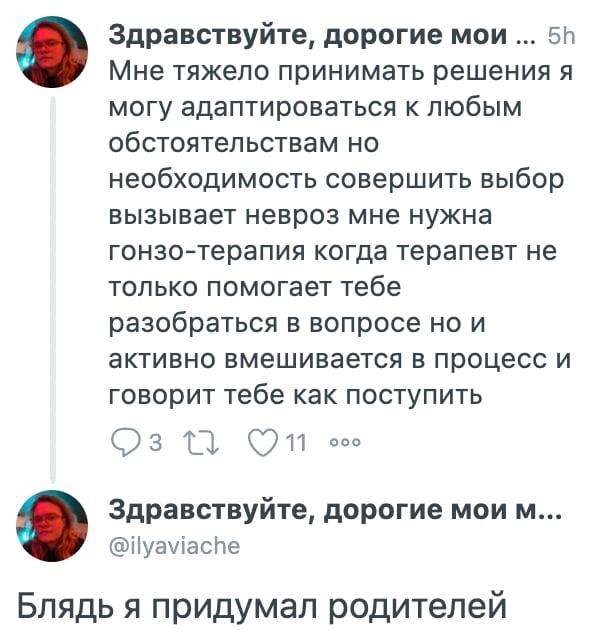 Здравствуйте, дорогие мои ... 5h
Мне тяжело принимать решения я
могу адаптироваться к любым
обстоятельствам но
необходимость совершить выбор
вызывает невроз мне нужна
гонзо-терапия когда терапевт не
только помогает тебе
разобраться в вопросе но и
активно вмешивается в процесс и
говорит тебе как поступить
3 11
Здравствуйте, дорогие мои м...
@ilyaviache
Блядь я придумал родителей